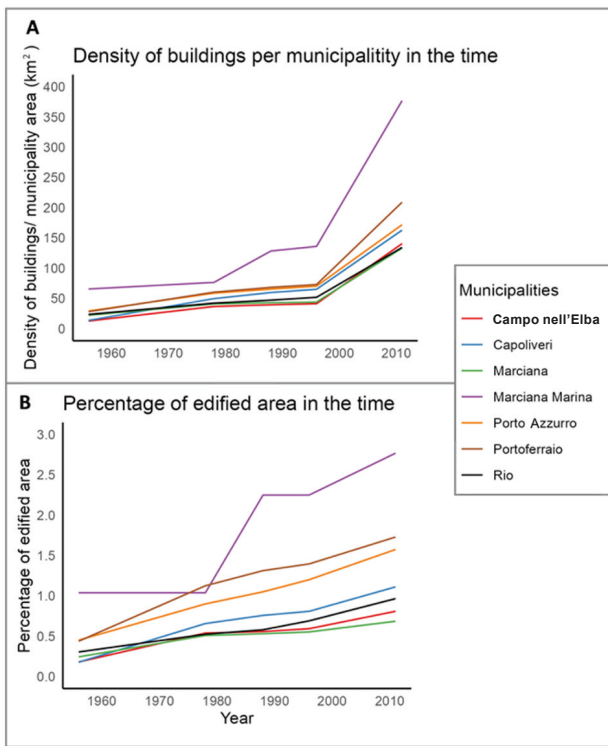 A
Density of buildings per municipalitity in the time
Density of buildings/ municipality area (km²)
400
350
300
250
200
150
100
50
0
1960 1970 1980 1990 2000 2010
Municipalities
Campo nell'Elba
Capoliveri
Marciana
Marciana Marina
Porto Azzurro
Portoferraio
Rio
B Percentage of edified area in the time
Percentage of edified area
3.0
2.5
2.0
1.5
1.0
0.5
0.0
1960 1970 1980 1990 2000 2010
Year